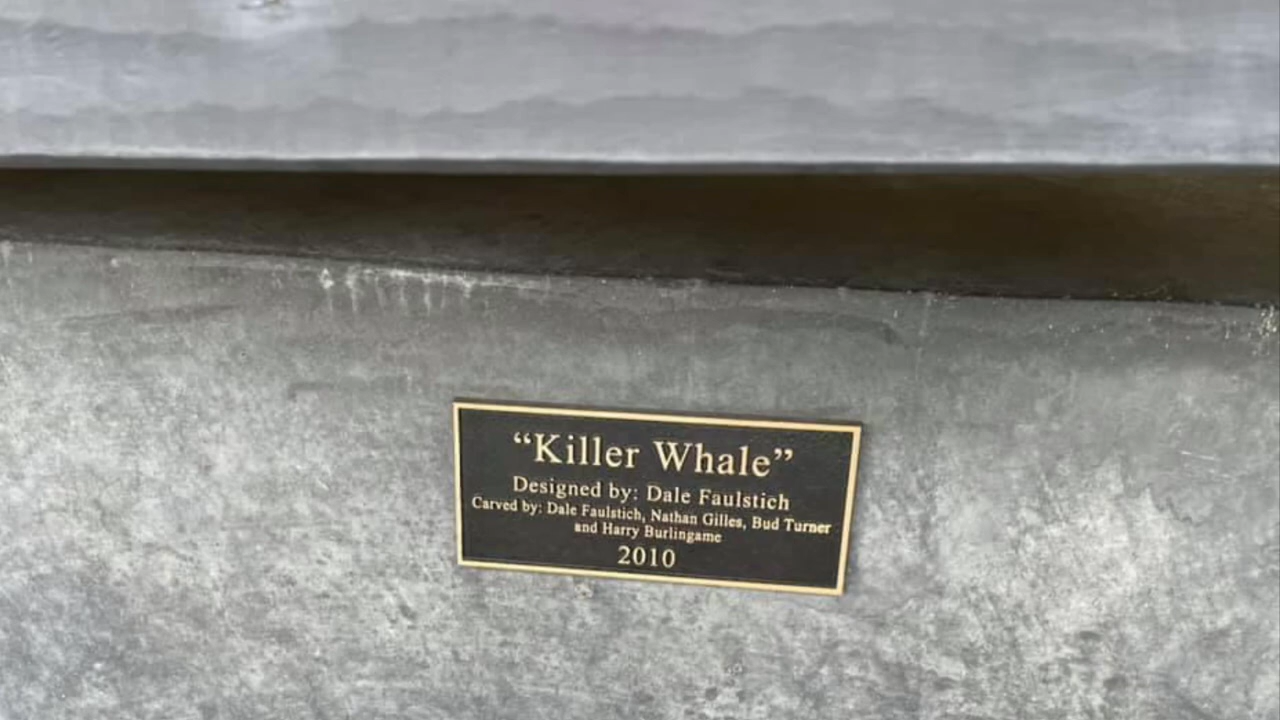 “Killer Whale”
Designed by: Dale Faulstich
Carved by: Dale Faulstich, Nathan Gilles, Bud Turner
and Harry Burlingame
2010